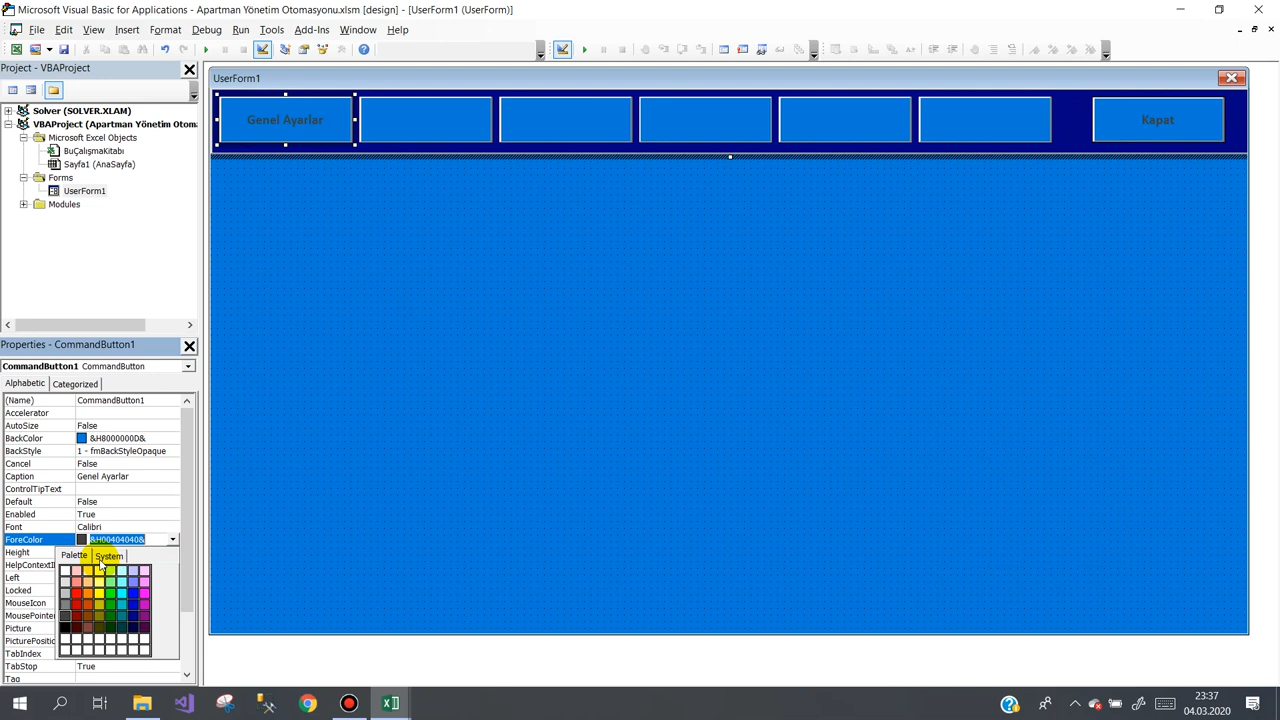 Microsoft Visual Basic for Applications - Apartman Yönetim Otomasyonu.xlsm [design] - [UserForm1 (UserForm)]
File Edit View Insert Format Debug Run Tools Add-Ins Window Help
Project - VBAProject
Solver (SOLVER.XLAM)
VBAProject (Apartman Yönetim Otom
Microsoft Excel Objects
BuÇalışmaKitabı
Sayfa1 (AnaSayfa)
Forms
UserForm1
Modules
UserForm1
Genel Ayarlar
Kapat
Properties - CommandButton1
CommandButton1 CommandButton
Alphabetic Categorized
(Name) CommandButton1
Accelerator
AutoSize False
BackColor &H8000000D&
BackStyle 1 - fmBackStyleOpaque
Cancel False
Caption Genel Ayarlar
ControlTipText
Default False
Enabled True
Font Calibri
ForeColor &H00404040&
Height
HelpContextI
Left
Locked
MouseIcon
MousePointer
Picture
PicturePositio
TabIndex
TabStop True
Tag
Palette System
23:37
04.03.2020